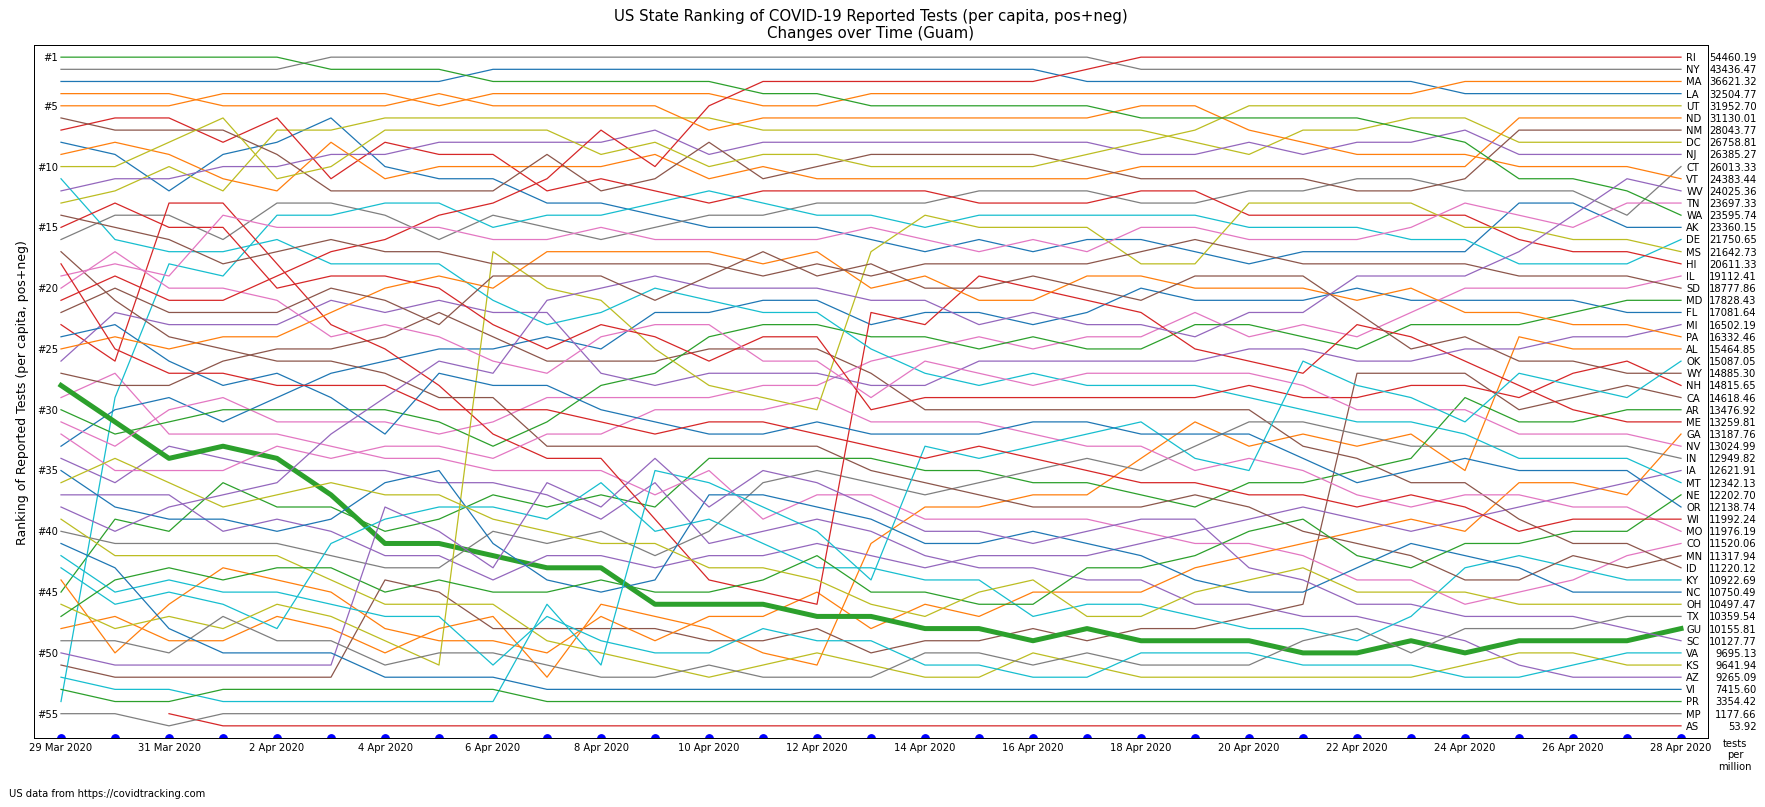 US State Ranking of COVID-19 Reported Tests (per capita, pos+neg)
Changes over Time (Guam)
Ranking of Reported Tests (per capita, pos+neg)
#1
#5
#10
#15
#20
#25
#30
#35
#40
#45
#50
#55
RI 54460.19
NY 43436.47
MA 36621.32
LA 32504.77
UT 31952.70
ND 31130.01
NM 28043.77
DC 26758.81
NJ 26385.27
CT 26013.33
VT 24383.44
WV 24025.36
TN 23697.33
WA 23595.74
AK 23360.15
DE 21750.65
MS 21642.73
HI 20611.33
IL 19112.41
SD 18777.86
MD 17828.43
FL 17081.64
MI 16502.19
PA 16332.46
AL 15464.85
OK 15087.05
WY 14885.30
NH 14815.65
CA 14618.46
AR 13476.92
ME 13259.81
GA 13187.76
NV 13024.99
IN 12949.82
IA 12621.91
MT 12342.13
NE 12202.70
OR 12138.74
WI 11992.24
MO 11976.19
CO 11520.06
MN 11317.94
ID 11220.12
KY 10922.69
NC 10750.49
OH 10497.47
TX 10359.54
GU 10155.81
SC 10127.77
VA 9695.13
KS 9641.94
AZ 9265.09
VI 7415.60
PR 3354.42
MP 1177.66
AS 53.92
29 Mar 2020 31 Mar 2020 2 Apr 2020 4 Apr 2020 6 Apr 2020 8 Apr 2020 10 Apr 2020 12 Apr 2020 14 Apr 2020 16 Apr 2020 18 Apr 2020 20 Apr 2020 22 Apr 2020 24 Apr 2020 26 Apr 2020 28 Apr 2020
tests
per
million
US data from https://covidtracking.com